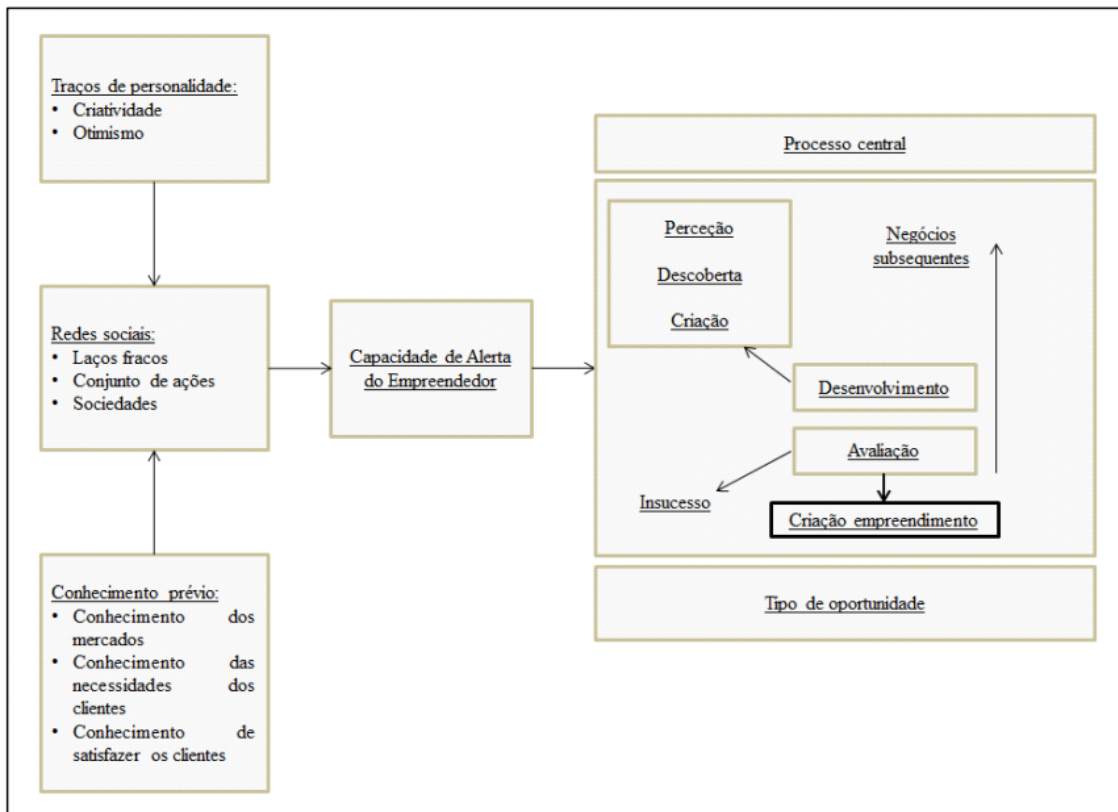 Traços de personalidade:
• Criatividade
• Otimismo
Redes sociais:
• Laços fracos
• Conjunto de ações
• Sociedades
Conhecimento prévio:
• Conhecimento dos
mercados
• Conhecimento das
necessidades dos
clientes
• Conhecimento de
satisfazer os clientes
Capacidade de Alerta
do Empreendedor
Processo central
Perceção
Descoberta
Criação
Negócios
subsequentes
Desenvolvimento
Avaliação
Insucesso
Criação empreendimento
Tipo de oportunidade